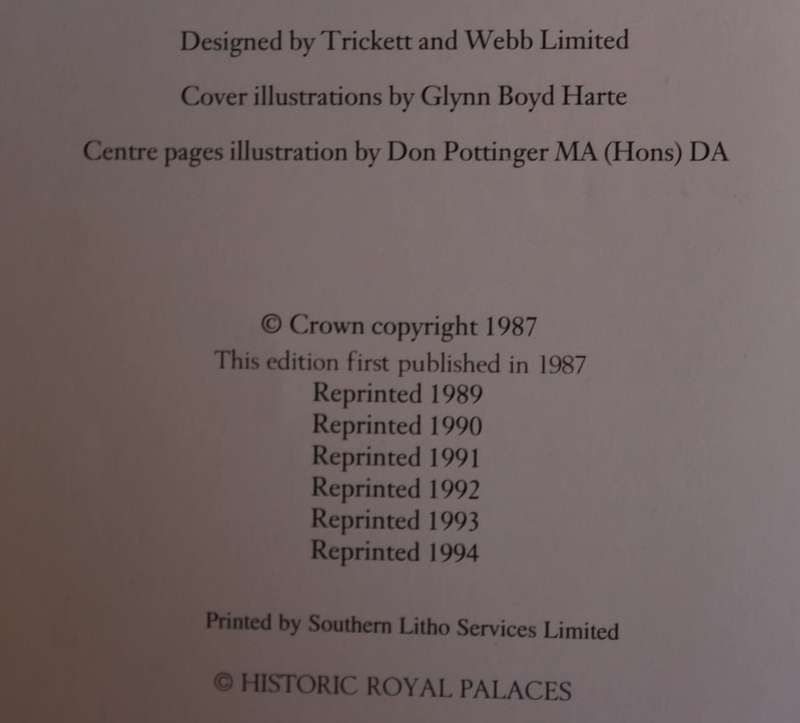 Designed by Trickett and Webb Limited
Cover illustrations by Glynn Boyd Harte
Centre pages illustration by Don Pottinger MA (Hons) DA
© Crown copyright 1987
This edition first published in 1987
Reprinted 1989
Reprinted 1990
Reprinted 1991
Reprinted 1992
Reprinted 1993
Reprinted 1994
Printed by Southern Litho Services Limited
© HISTORIC ROYAL PALACES